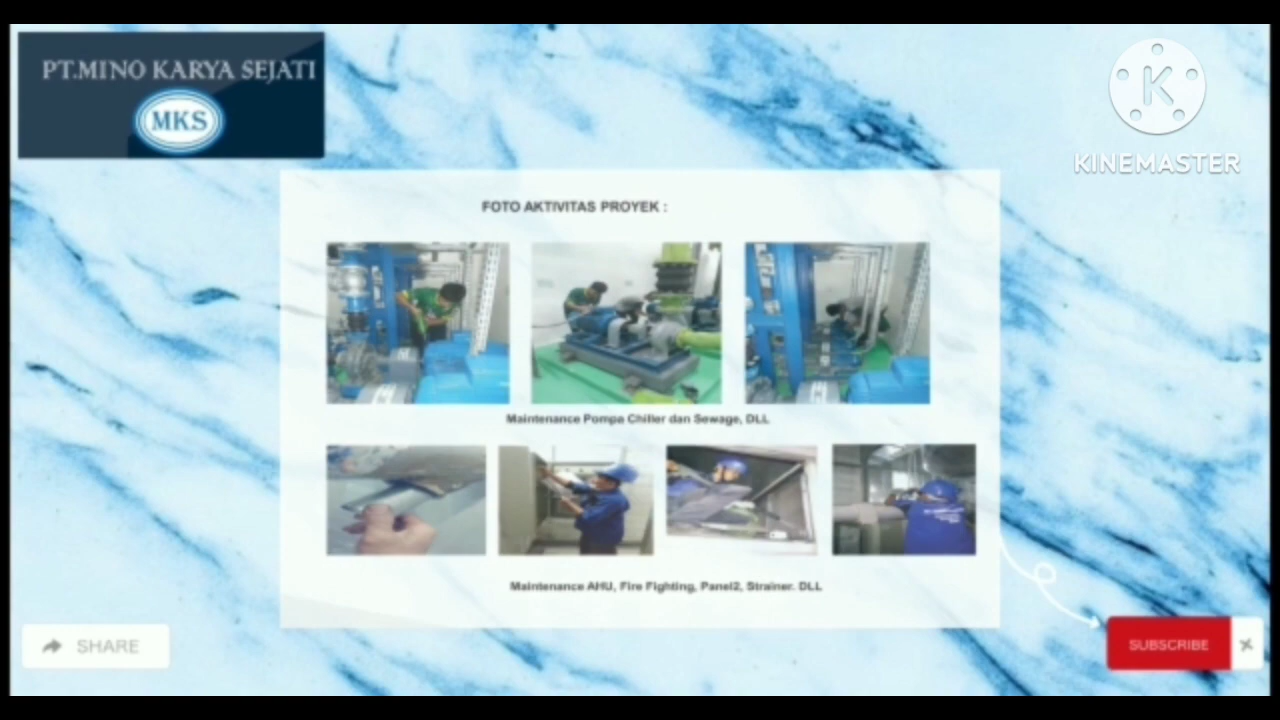 PT.MINO KARYA SEJATI
MKS
K
KINEMASTER
FOTO AKTIVITAS PROYEK :
Maintenance Pompa Chiller dan Sewage, DLL
Maintenance AHU, Fire Fighting, Panel2, Strainer. DLL
SHARE
SUBSCRIBE